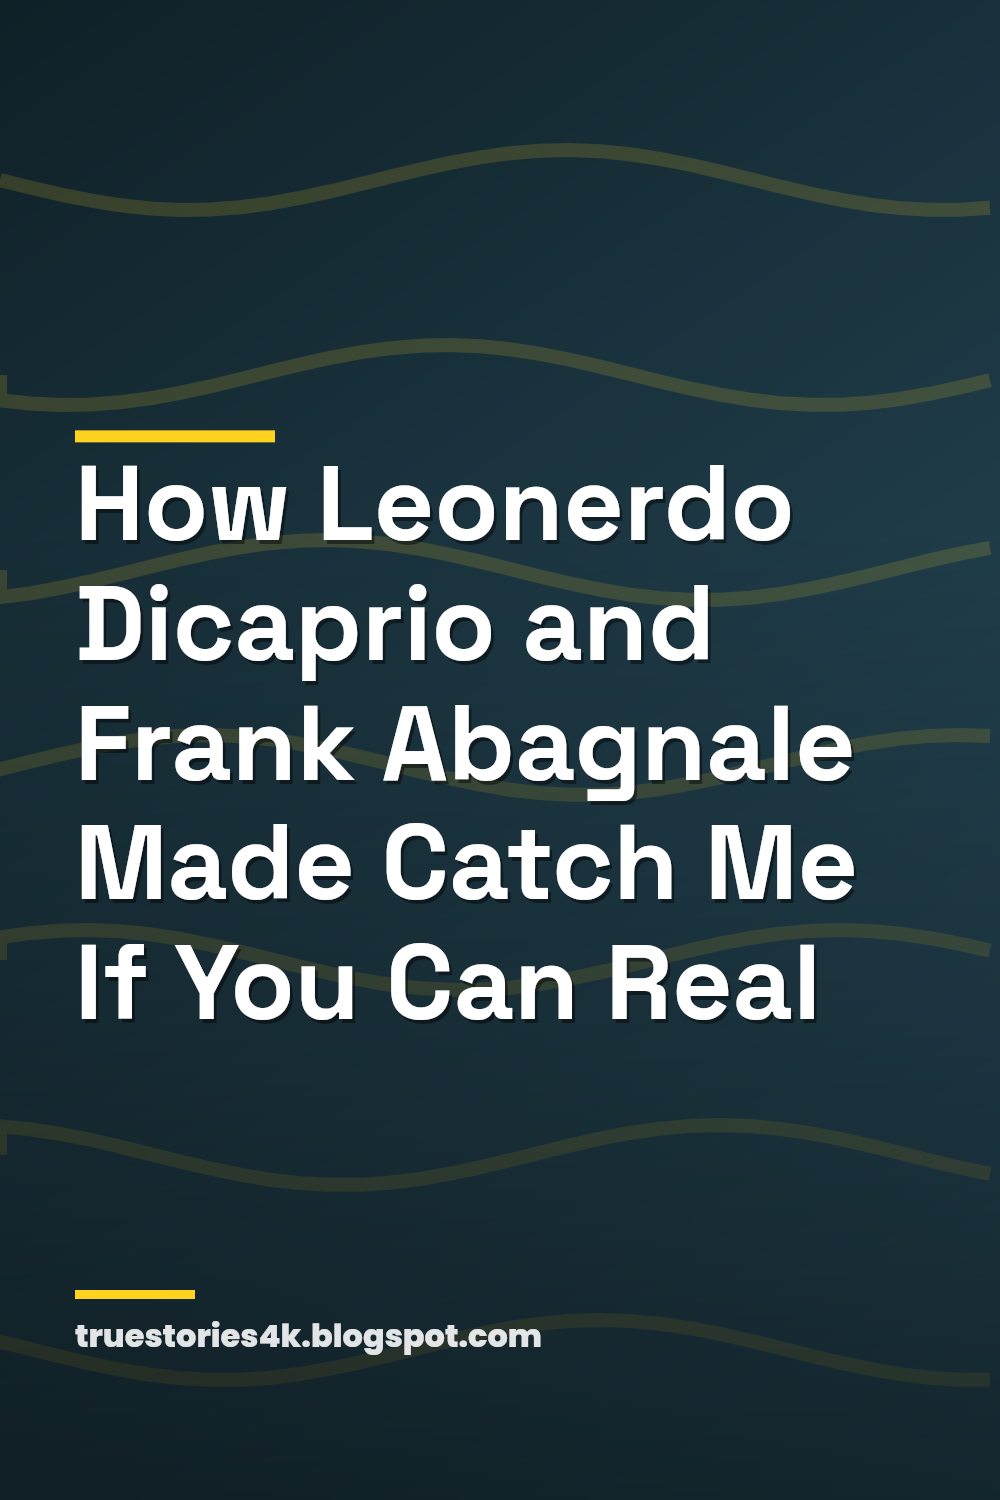 How Leonerdo
Dicaprio and
Frank Abagnale
Made Catch Me
If You Can Real
truestories4k.blogspot.com